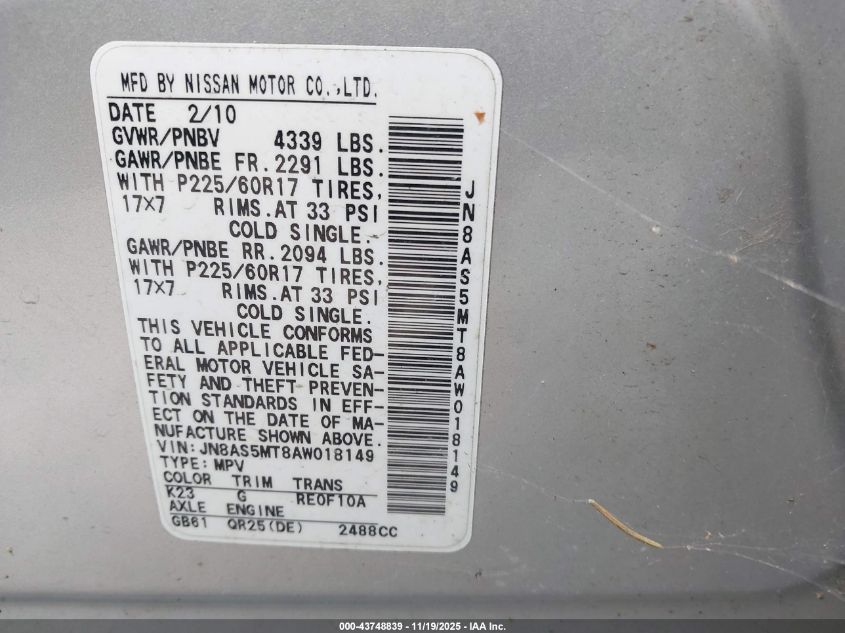 MFD BY NISSAN MOTOR CO.,LTD.
DATE 2/10
GVWR/PNBV 4339 LBS.
GAWR/PNBE FR.2291 LBS.
WITH P225/60R17 TIRES,
17X7 RIMS.AT 33 PSI
COLD SINGLE.
GAWR/PNBE RR.2094 LBS.
WITH P225/60R17 TIRES,
17X7 RIMS.AT 33 PSI
COLD SINGLE.
THIS VEHICLE CONFORMS
TO ALL APPLICABLE FED-
ERAL MOTOR VEHICLE SA-
FETY AND THEFT PREVEN-
TION STANDARDS IN EFF-
ECT ON THE DATE OF MA-
NUFACTURE SHOWN ABOVE.
VIN:JN8AS5MT8AW018149
TYPE:MPV
COLOR TRIM TRANS
K23 G RE0F10A
AXLE ENGINE
GB61 QR25(DE) 2488CC
JN8AS5MT8AW018149
000-43748839 - 11/19/2025 - IAA Inc.